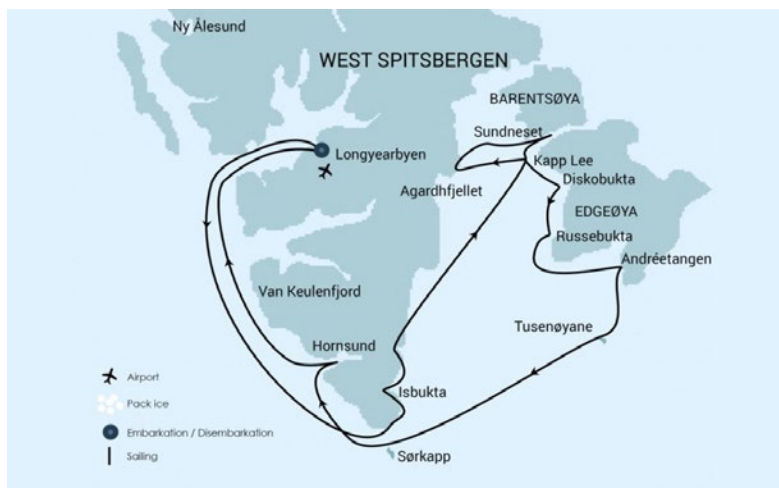 Ny Ålesund
WEST SPITSBERGEN
BARENTSØYA
Sundneset
Longyearbyen
Kapp Lee
Diskobukta
Agardhfjellet
EDGEØYA
Russebukta
Andréetangen
Van Keulenfjord
Tusenøyane
Hornsund
Airport
Isbukta
Pack ice
Embarkation / Disembarkation
Sailing
Sørkapp